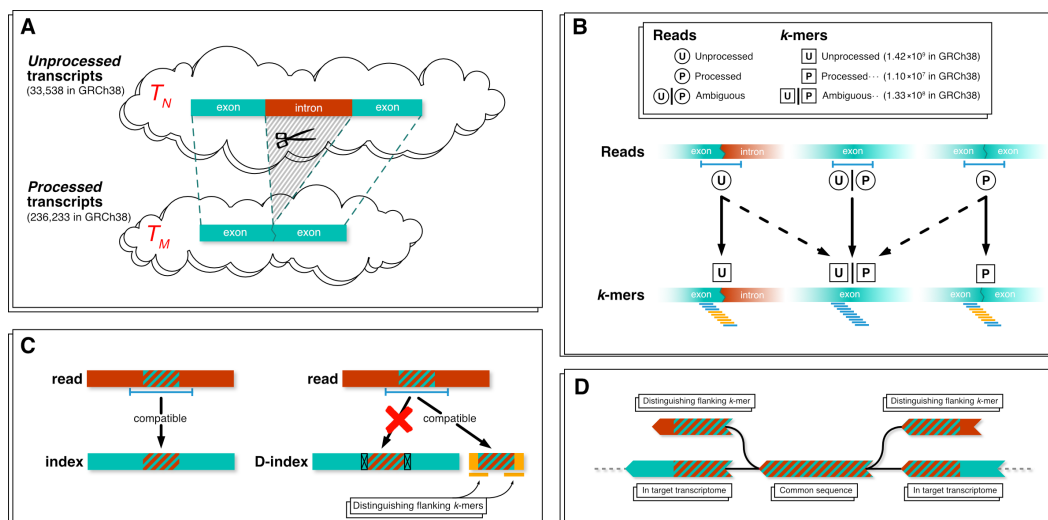 A
Unprocessed
transcripts
(33,538 in GRCh38)
T_N
exon intron exon
Processed
transcripts
(236,233 in GRCh38)
T_M
exon exon
B
Reads k-mers
U Unprocessed U Unprocessed (1.42×10⁹ in GRCh38)
P Processed P Processed··· (1.10×10⁷ in GRCh38)
U|P Ambiguous U|P Ambiguous·· (1.33×10⁸ in GRCh38)
Reads
exon intron exon exon exon
U U|P P
U U|P P
k-mers
exon intron exon exon exon
C
read read
compatible compatible
index D-index
Distinguishing flanking k-mers
D
Distinguishing flanking k-mer Distinguishing flanking k-mer
In target transcriptome Common sequence In target transcriptome